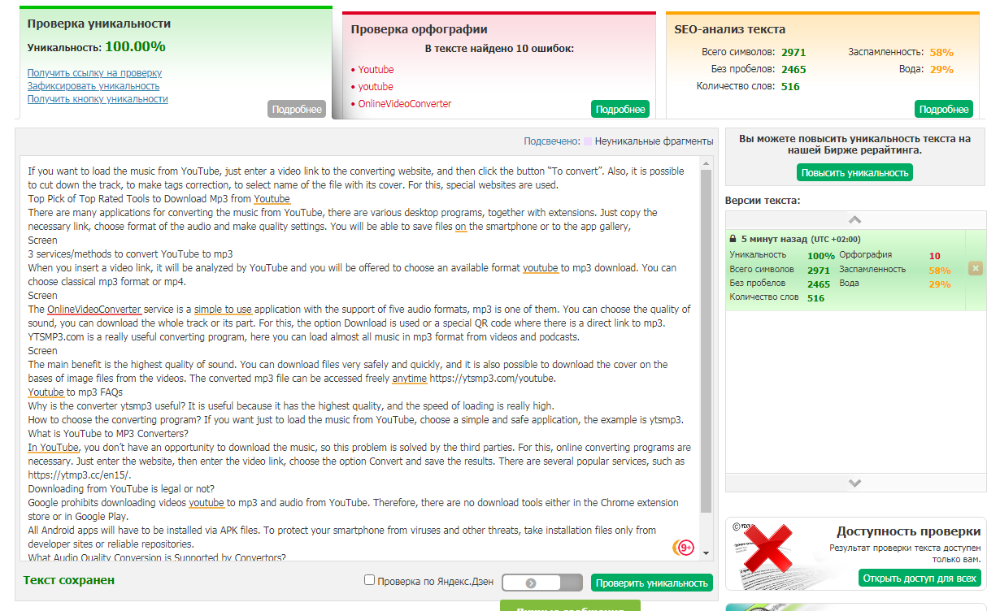 Проверка уникальности
Уникальность: 100.00%
Получить ссылку на проверку
Зафиксировать уникальность
Получить кнопку уникальности
Подробнее
Проверка орфографии
В тексте найдено 10 ошибок:
• Youtube
• youtube
• OnlineVideoConverter
Подробнее
SEO-анализ текста
Всего символов: 2971
Заспамленность: 58%
Без пробелов: 2465
Вода: 29%
Количество слов: 516
Подробнее
Подсвечено: Неуникальные фрагменты
If you want to load the music from YouTube, just enter a video link to the converting website, and then click the button “To convert”. Also, it is possible
to cut down the track, to make tags correction, to select name of the file with its cover. For this, special websites are used.
Top Pick of Top Rated Tools to Download Mp3 from Youtube
There are many applications for converting the music from YouTube, there are various desktop programs, together with extensions. Just copy the
necessary link, choose format of the audio and make quality settings. You will be able to save files on the smartphone or to the app gallery,
Screen
3 services/methods to convert YouTube to mp3
When you insert a video link, it will be analyzed by YouTube and you will be offered to choose an available format youtube to mp3 download. You can
choose classical mp3 format or mp4.
Screen
The OnlineVideoConverter service is a simple to use application with the support of five audio formats, mp3 is one of them. You can choose the quality of
sound, you can download the whole track or its part. For this, the option Download is used or a special QR code where there is a direct link to mp3.
YTSMP3.com is a really useful converting program, here you can load almost all music in mp3 format from videos and podcasts.
Screen
The main benefit is the highest quality of sound. You can download files very safely and quickly, and it is also possible to download the cover on the
bases of image files from the videos. The converted mp3 file can be accessed freely anytime https://ytsmp3.com/youtube.
Youtube to mp3 FAQs
Why is the converter ytsmp3 useful? It is useful because it has the highest quality, and the speed of loading is really high.
How to choose the converting program? If you want just to load the music from YouTube, choose a simple and safe application, the example is ytsmp3.
What is YouTube to MP3 Converters?
In YouTube, you don’t have an opportunity to download the music, so this problem is solved by the third parties. For this, online converting programs are
necessary. Just enter the website, then enter the video link, choose the option Convert and save the results. There are several popular services, such as
https://ytmp3.cc/en15/.
Downloading from YouTube is legal or not?
Google prohibits downloading videos youtube to mp3 and audio from YouTube. Therefore, there are no download tools either in the Chrome extension
store or in Google Play.
All Android apps will have to be installed via APK files. To protect your smartphone from viruses and other threats, take installation files only from
developer sites or reliable repositories.
What Audio Quality Conversion is Supported by Convertors?
9+
Текст сохранен
Проверка по Яндекс.Дзен
Проверить уникальность
Вы можете повысить уникальность текста на
нашей Бирже рерайтинга.
Повысить уникальность
Версии текста:
5 минут назад (UTC +02:00)
Уникальность 100% Орфография 10
Всего символов 2971 Заспамленность 58%
Без пробелов 2465 Вода 29%
Количество слов 516
Доступность проверки
Результат проверки текста доступен
только вам.
Открыть доступ для всех